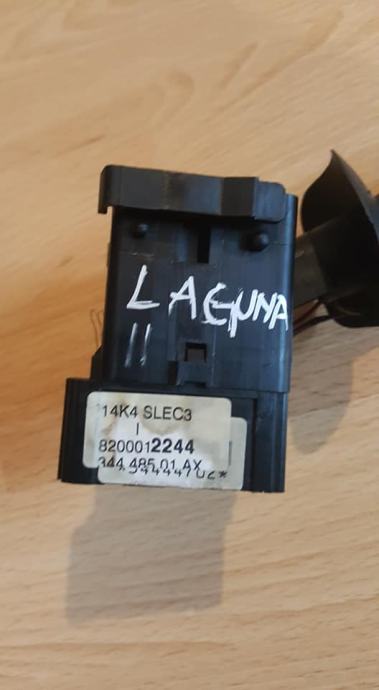 LAGUNA
II
14K4 SLEC3
I
8200012244
344 485 01 AX